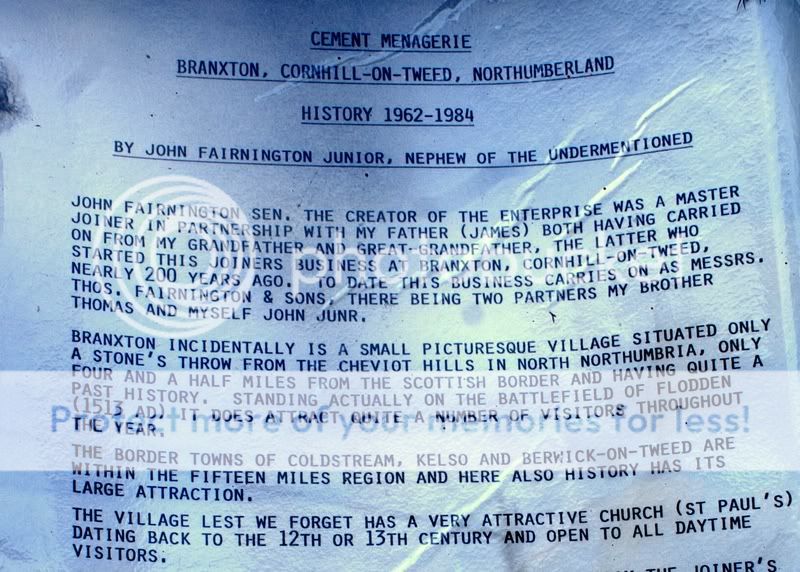 CEMENT MENAGERIE
BRANXTON, CORNHILL-ON-TWEED, NORTHUMBERLAND
HISTORY 1962-1984
BY JOHN FAIRNINGTON JUNIOR, NEPHEW OF THE UNDERMENTIONED
JOHN FAIRNINGTON SEN. THE CREATOR OF THE ENTERPRISE WAS A MASTER
JOINER IN PARTNERSHIP WITH MY FATHER (JAMES) BOTH HAVING CARRIED
ON FROM MY GRANDFATHER AND GREAT-GRANDFATHER, THE LATTER WHO
STARTED THIS JOINERS BUSINESS AT BRANXTON, CORNHILL-ON-TWEED,
NEARLY 200 YEARS AGO. TO DATE THIS BUSINESS CARRIES ON AS MESSRS.
THOS. FAIRNINGTON & SONS, THERE BEING TWO PARTNERS MY BROTHER
THOMAS AND MYSELF JOHN JUNR.
BRANXTON INCIDENTALLY IS A SMALL PICTURESQUE VILLAGE SITUATED ONLY
A STONE'S THROW FROM THE CHEVIOT HILLS IN NORTH NORTHUMBRIA, ONLY
FOUR AND A HALF MILES FROM THE SCOTTISH BORDER AND HAVING QUITE A
PAST HISTORY. STANDING ACTUALLY ON THE BATTLEFIELD OF FLODDEN
(1513 AD) IT DOES ATTRACT QUITE A NUMBER OF VISITORS THROUGHOUT
THE YEAR.
Protect more of your memories for less!
THE BORDER TOWNS OF COLDSTREAM, KELSO AND BERWICK-ON-TWEED ARE
WITHIN THE FIFTEEN MILES REGION AND HERE ALSO HISTORY HAS ITS
LARGE ATTRACTION.
THE VILLAGE LEST WE FORGET HAS A VERY ATTRACTIVE CHURCH (ST PAUL'S)
DATING BACK TO THE 12TH OR 13TH CENTURY AND OPEN TO ALL DAYTIME
VISITORS.
THE JOINER'S